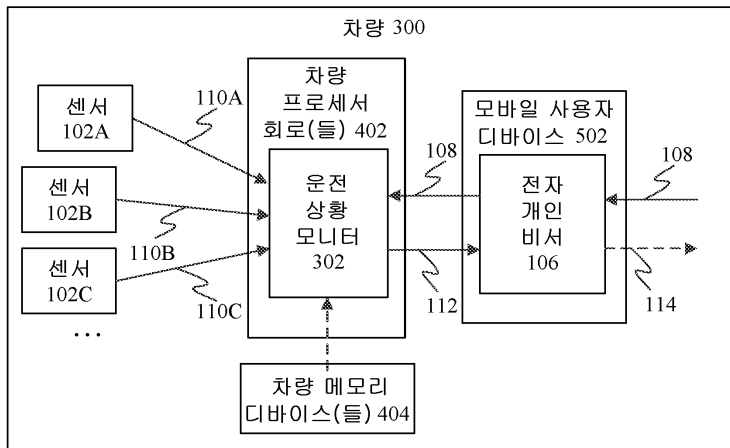 차량 300
센서
102A
110A
센서
102B
110B
센서
102C
110C
...
차량
프로세서
회로(들) 402
운전
상황
모니터
302
108
112
모바일 사용자
디바이스 502
전자
개인
비서
106
108
114
차량 메모리
디바이스(들) 404